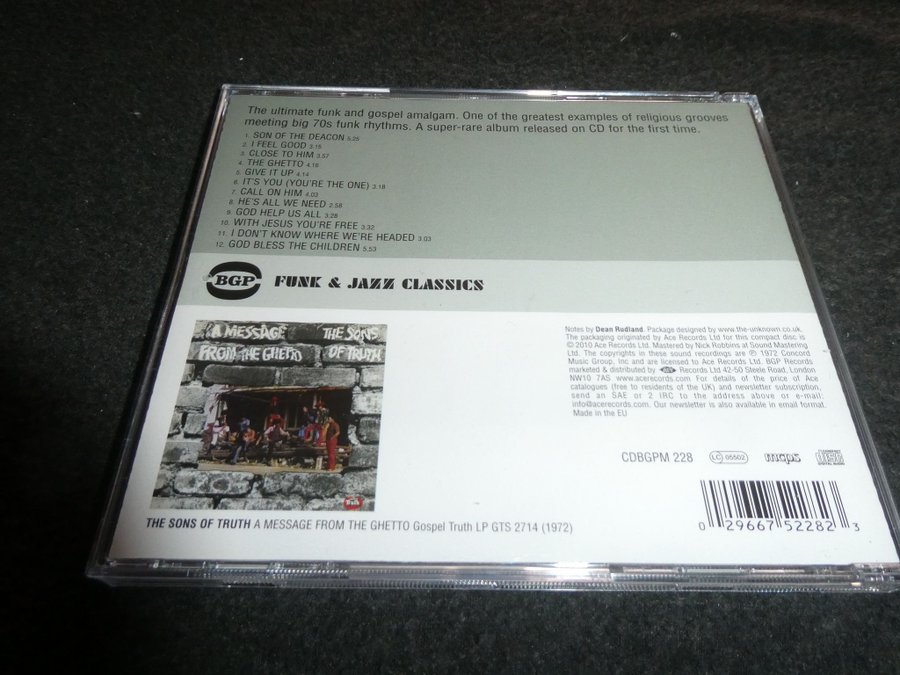 The ultimate funk and gospel amalgam. One of the greatest examples of religious grooves
meeting big 70s funk rhythms. A super-rare album released on CD for the first time.
1. SON OF THE DEACON 5.25
2. I FEEL GOOD 3.15
3. CLOSE TO HIM 3.57
4. THE GHETTO 4.16
5. GIVE IT UP 4.14
6. IT'S YOU (YOU'RE THE ONE) 3.18
7. CALL ON HIM 4.03
8. HE'S ALL WE NEED 2:58
9. GOD HELP US ALL 3:28
10. WITH JESUS YOU'RE FREE 3.32
11. I DON'T KNOW WHERE WE'RE HEADED 3.03
12. GOD BLESS THE CHILDREN 5.53
BGP FUNK & JAZZ CLASSICS
A MESSAGE THE SONS
FROM THE GHETTO OF TRUTH
Truth
THE SONS OF TRUTH A MESSAGE FROM THE GHETTO Gospel Truth LP GTS 2714 (1972)
Notes by Dean Rudland. Package designed by www.the-unknown.co.uk.
The packaging originated by Ace Records Ltd for this compact disc is
© 2010 Ace Records Ltd. Mastered by Nick Robbins at Sound Mastering
Ltd. The copyrights in these sound recordings are ℗ 1972 Concord
Music Group, Inc and are licensed to Ace Records Ltd. BGP Records
marketed & distributed by ACE Records Ltd 42-50 Steele Road, London
NW10 7AS www.acerecords.com For details of the price of Ace
catalogues (free to residents of the UK) and newsletter subscription,
send an SAE or 2 IRC to the address above or e-mail:
info@acerecords.com. Our newsletter is also available in email format.
Made in the EU
CDBGPM 228 LC 05502 mcps COMPACT disc DIGITAL AUDIO
0 29667 52282 3